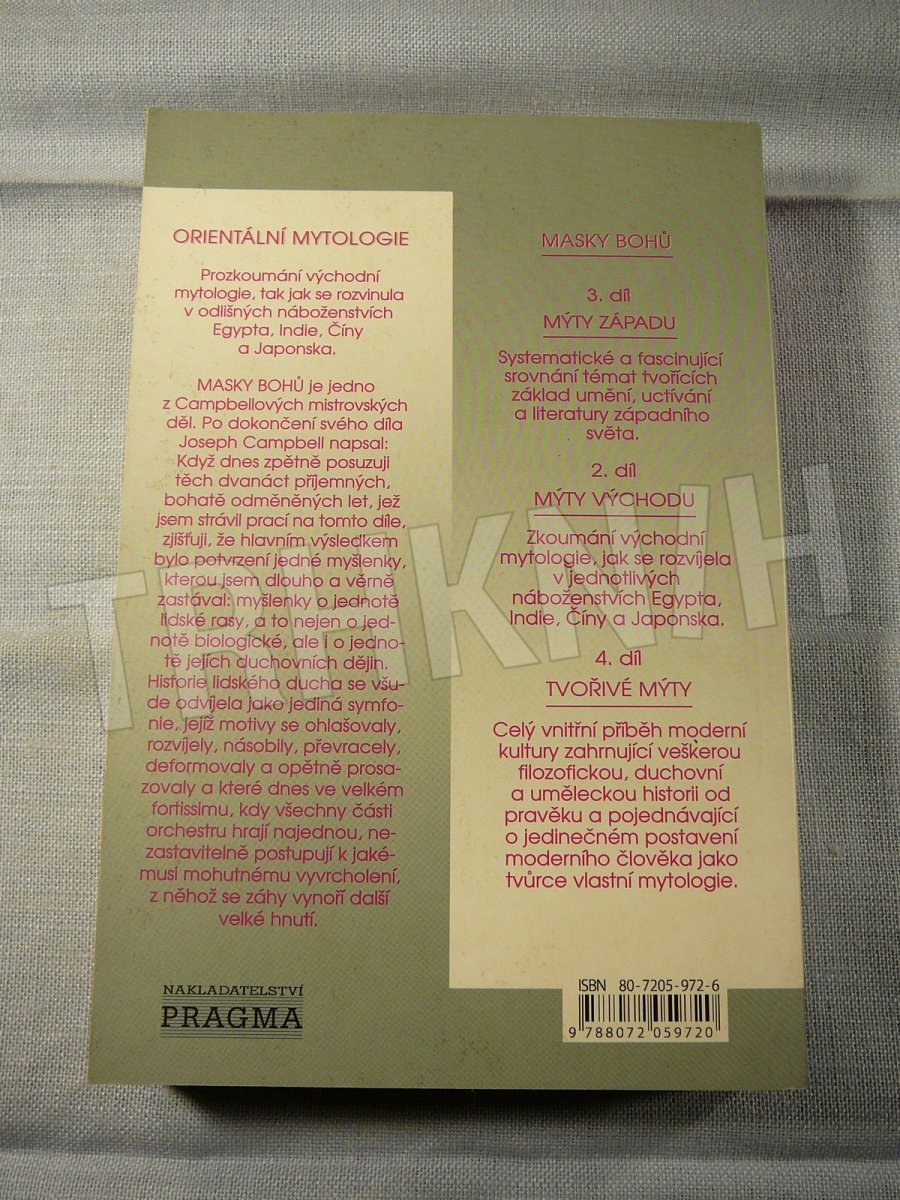 ORIENTÁLNÍ MYTOLOGIE
Prozkoumání východní
mytologie, tak jak se rozvinula
v odlišných náboženstvích
Egypta, Indie, Číny
a Japonska.
MASKY BOHŮ je jedno
z Campbellových mistrovských
děl. Po dokončení svého díla
Joseph Campbell napsal:
Když dnes zpětně posuzuji
těch dvanáct příjemných,
bohatě odměněných let, jež
jsem strávil prací na tomto díle,
zjišťuji, že hlavním výsledkem
bylo potvrzení jedné myšlenky,
kterou jsem dlouho a věrně
zastával: myšlenky o jednotě
lidské rasy, a to nejen o jed-
notě biologické, ale i o jedno-
tě jejích duchovních dějin.
Historie lidského ducha se všu-
de odvíjela jako jediná symfo-
nie, jejíž motivy se ohlašovaly,
rozvíjely, násobily, převracely,
deformovaly a opětně prosa-
zovaly a které dnes ve velkém
fortissimu, kdy všechny části
orchestru hrají najednou, ne-
zastavitelně postupují k jaké-
musi mohutnému vyvrcholení,
z něhož se záhy vynoří další
velké hnutí.
NAKLADATELSTVÍ
PRAGMA
MASKY BOHŮ
3. díl
MÝTY ZÁPADU
Systematické a fascinující
srovnání témat tvořících
základ umění, uctívání
a literatury západního
světa.
2. díl
MÝTY VÝCHODU
Zkoumání východní
mytologie, jak se rozvíjela
v jednotlivých
náboženstvích Egypta,
Indie, Číny a Japonska.
4. díl
TVOŘIVÉ MÝTY
Celý vnitřní příběh moderní
kultury zahrnující veškerou
filozofickou, duchovní
a uměleckou historii od
pravěku a pojednávající
o jedinečném postavení
moderního člověka jako
tvůrce vlastní mytologie.
ISBN 80-7205-972-6
9 788072 059720
TRHKNIH